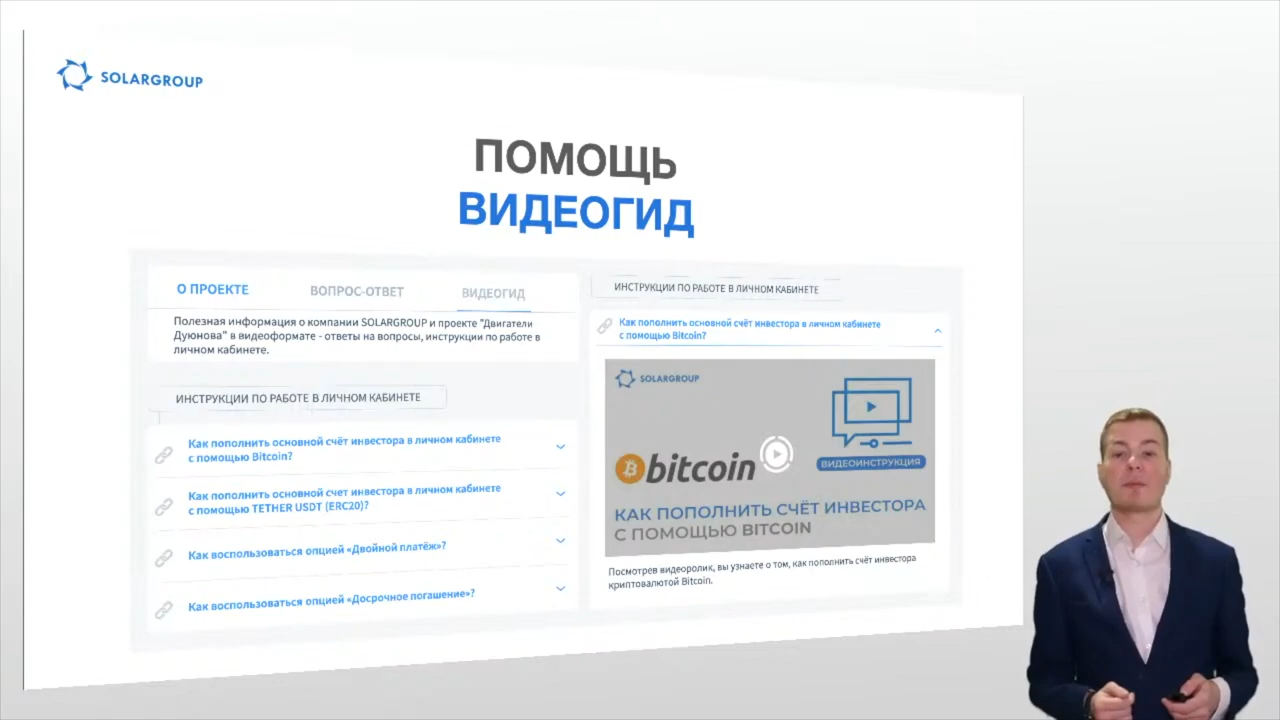 SOLARGROUP
ПОМОЩЬ
ВИДЕОГИД
О ПРОЕКТЕ
ВОПРОС-ОТВЕТ
ВИДЕОГИД
Полезная информация о компании SOLARGROUP и проекте "Двигатели
Дуюнова" в видеоформате - ответы на вопросы, инструкции по работе в
личном кабинете.
ИНСТРУКЦИИ ПО РАБОТЕ В ЛИЧНОМ КАБИНЕТЕ
Как пополнить основной счёт инвестора в личном кабинете
с помощью Bitcoin?
Как пополнить основной счет инвестора в личном кабинете
с помощью TETHER USDT (ERC20)?
Как воспользоваться опцией «Двойной платёж»?
Как воспользоваться опцией «Досрочное погашение»?
ИНСТРУКЦИИ ПО РАБОТЕ В ЛИЧНОМ КАБИНЕТЕ
Как пополнить основной счёт инвестора в личном кабинете
с помощью Bitcoin?
SOLARGROUP
bitcoin
ВИДЕОИНСТРУКЦИЯ
КАК ПОПОЛНИТЬ СЧЁТ ИНВЕСТОРА
С ПОМОЩЬЮ BITCOIN
Посмотрев видеоролик, вы узнаете о том, как пополнить счёт инвестора
криптовалютой Bitcoin.